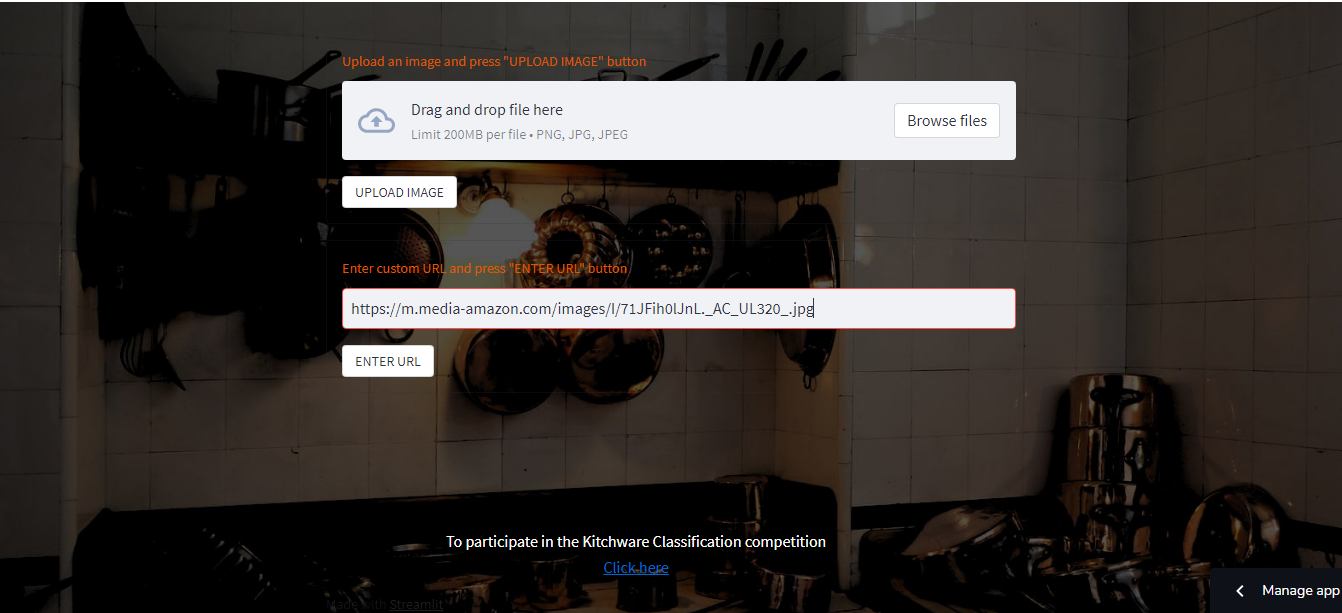 Upload an image and press "UPLOAD IMAGE" button
Drag and drop file here
Limit 200MB per file • PNG, JPG, JPEG
Browse files
UPLOAD IMAGE
Enter custom URL and press "ENTER URL" button
https://m.media-amazon.com/images/I/71JFih0lJnL._AC_UL320_.jpg
ENTER URL
To participate in the Kitchware Classification competition
Click here
Made with Streamlit
Manage app